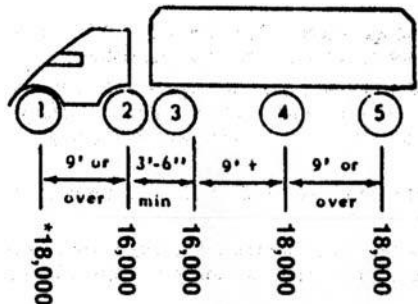 1 2 3 4 5
9' or 3'-6" 9' + 9' or
over min over
*18,000 16,000 16,000 18,000 18,000